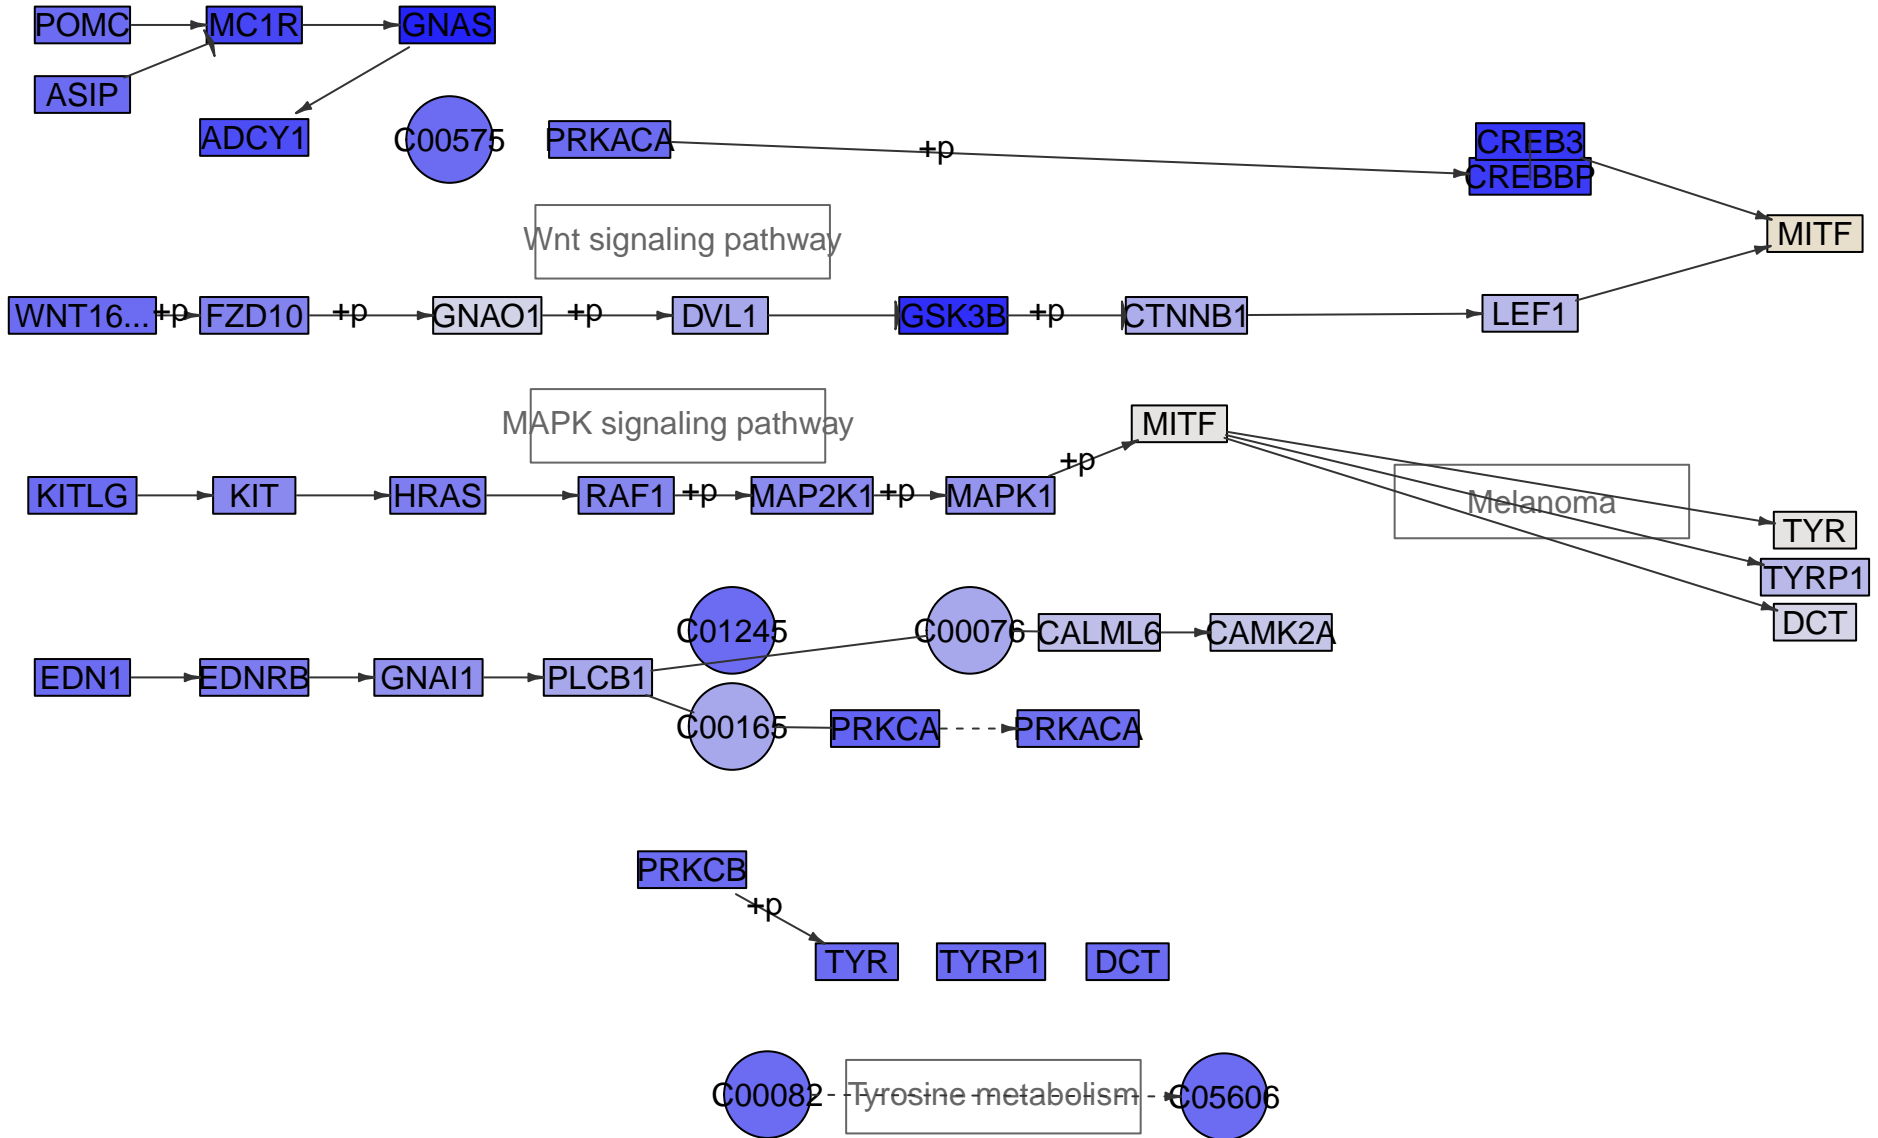 POMC
MC1R
GNAS
ASIP
ADCY1
C00575
PRKACA
+p
CREB3
CREBBP
MITF
Wnt signaling pathway
WNT16...
+p
FZD10
+p
GNAO1
+p
DVL1
GSK3B
+p
CTNNB1
LEF1
MAPK signaling pathway
MITF
+p
KITLG
KIT
HRAS
RAF1
+p
MAP2K1
+p
MAPK1
Melanoma
TYR
TYRP1
DCT
C01245
C00076
CALML6
CAMK2A
EDN1
EDNRB
GNAI1
PLCB1
C00165
PRKCA
PRKACA
PRKCB
+p
TYR
TYRP1
DCT
C00082
Tyrosine metabolism
C05606